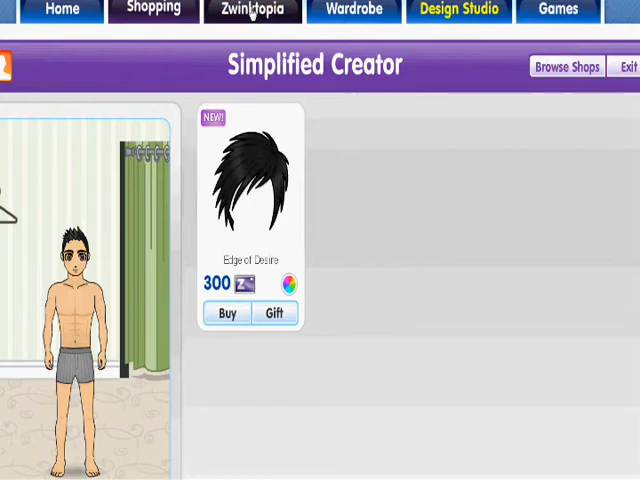 Home Shopping Zwinktopia Wardrobe Design Studio Games
Simplified Creator
Browse Shops Exit
NEW!
Edge of Desire
300 Z
Buy Gift